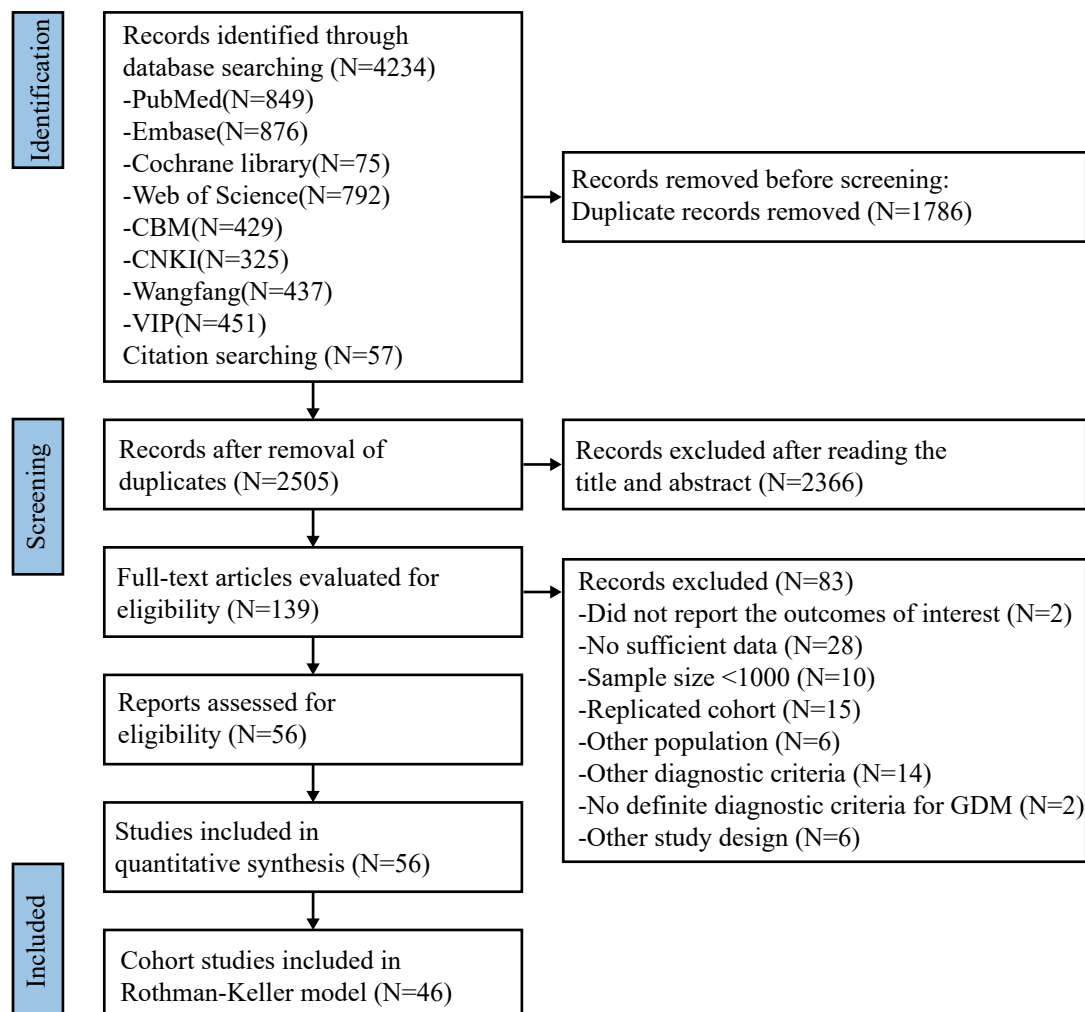 Identification
Records identified through
database searching (N=4234)
-PubMed(N=849)
-Embase(N=876)
-Cochrane library(N=75)
-Web of Science(N=792)
-CBM(N=429)
-CNKI(N=325)
-Wangfang(N=437)
-VIP(N=451)
Citation searching (N=57)
Records removed before screening:
Duplicate records removed (N=1786)
Screening
Records after removal of
duplicates (N=2505)
Records excluded after reading the
title and abstract (N=2366)
Full-text articles evaluated for
eligibility (N=139)
Records excluded (N=83)
-Did not report the outcomes of interest (N=2)
-No sufficient data (N=28)
-Sample size <1000 (N=10)
-Replicated cohort (N=15)
-Other population (N=6)
-Other diagnostic criteria (N=14)
-No definite diagnostic criteria for GDM (N=2)
-Other study design (N=6)
Reports assessed for
eligibility (N=56)
Studies included in
quantitative synthesis (N=56)
Included
Cohort studies included in
Rothman-Keller model (N=46)